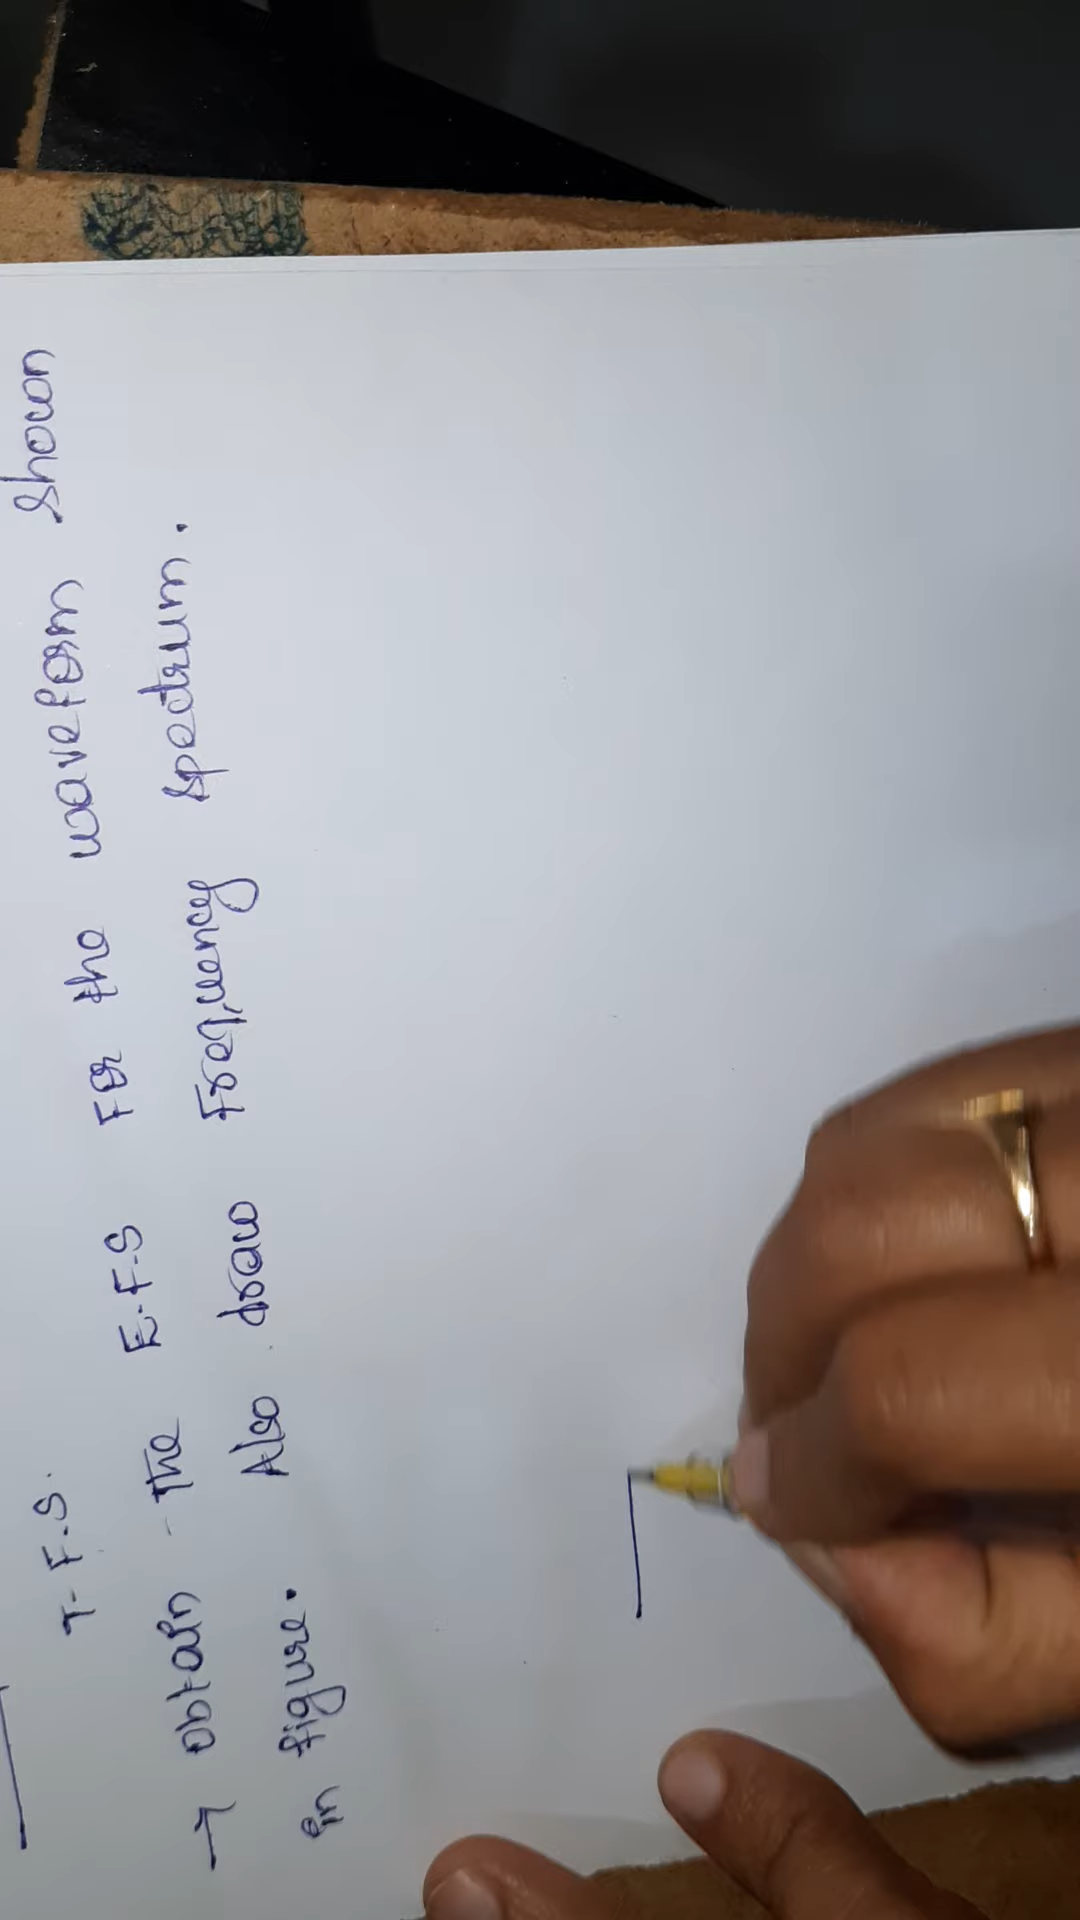 T.F.S.
→ obtain the E.F.S For the waveform shown
in figure. Also draw Frequency spectrum.